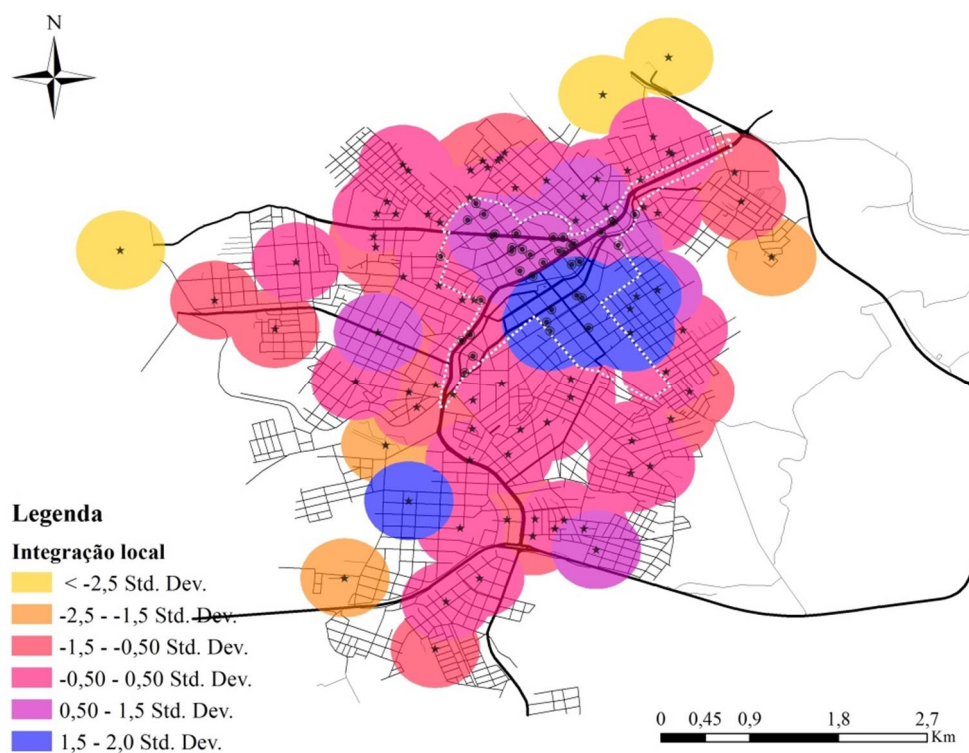 N
Legenda
Integração local
< -2,5 Std. Dev.
-2,5 - -1,5 Std. Dev.
-1,5 - -0,50 Std. Dev.
-0,50 - 0,50 Std. Dev.
0,50 - 1,5 Std. Dev.
1,5 - 2,0 Std. Dev.
0 0,45 0,9 1,8 2,7
Km